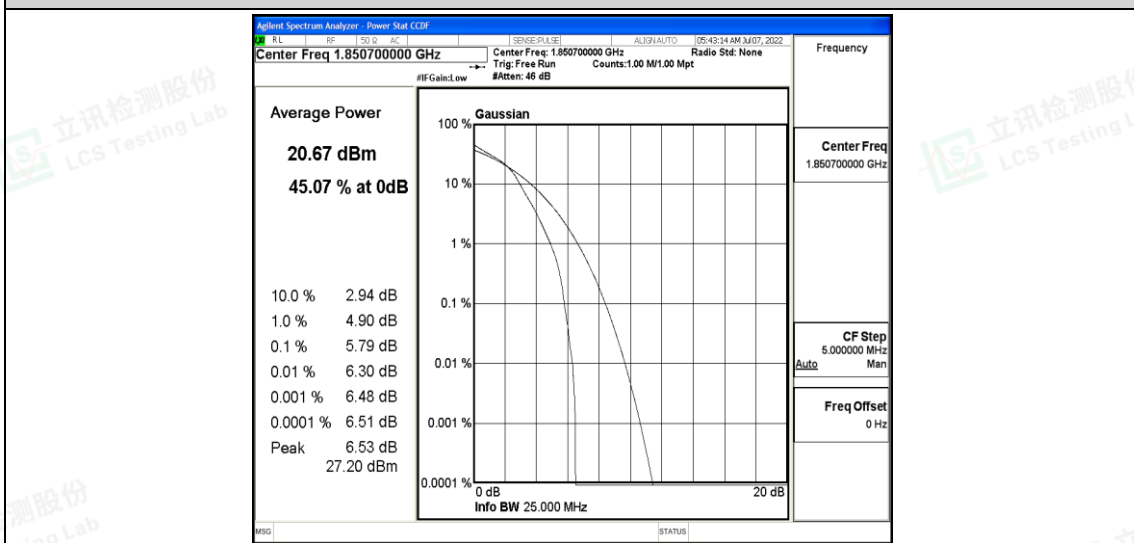 Agilent Spectrum Analyzer - Power Stat CCDF
RL RF 50 Ω AC SENSE:PULSE ALIGN AUTO 05:43:14 AM Jul 07, 2022
Center Freq 1.850700000 GHz
Center Freq: 1.850700000 GHz Radio Std: None
Trig: Free Run Counts:1.00 M/1.00 Mpt
#IFGain:Low #Atten: 46 dB
Frequency
Average Power
20.67 dBm
45.07 % at 0dB
10.0 % 2.94 dB
1.0 % 4.90 dB
0.1 % 5.79 dB
0.01 % 6.30 dB
0.001 % 6.48 dB
0.0001 % 6.51 dB
Peak 6.53 dB
27.20 dBm
Gaussian
100 %
10 %
1 %
0.1 %
0.01 %
0.001 %
0.0001 %
0 dB 20 dB
Info BW 25.000 MHz
Center Freq
1.850700000 GHz
CF Step
5.000000 MHz
Auto Man
Freq Offset
0 Hz
MSG STATUS
立讯检测股份
LCS Testing Lab
立讯检测股份
LCS Testing L
测股份
ng Lab